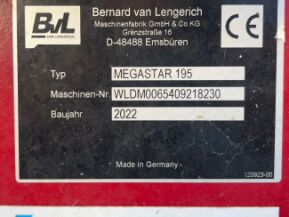 BvL
VAN LENGERICH
Bernard van Lengerich
Maschinenfabrik GmbH & Co KG
Grenzstraße 16
D-48488 Emsbüren
CE
Typ MEGASTAR 195
Maschinen-Nr. WLDM0065409218230
Baujahr 2022
Made in Germany
120923-00